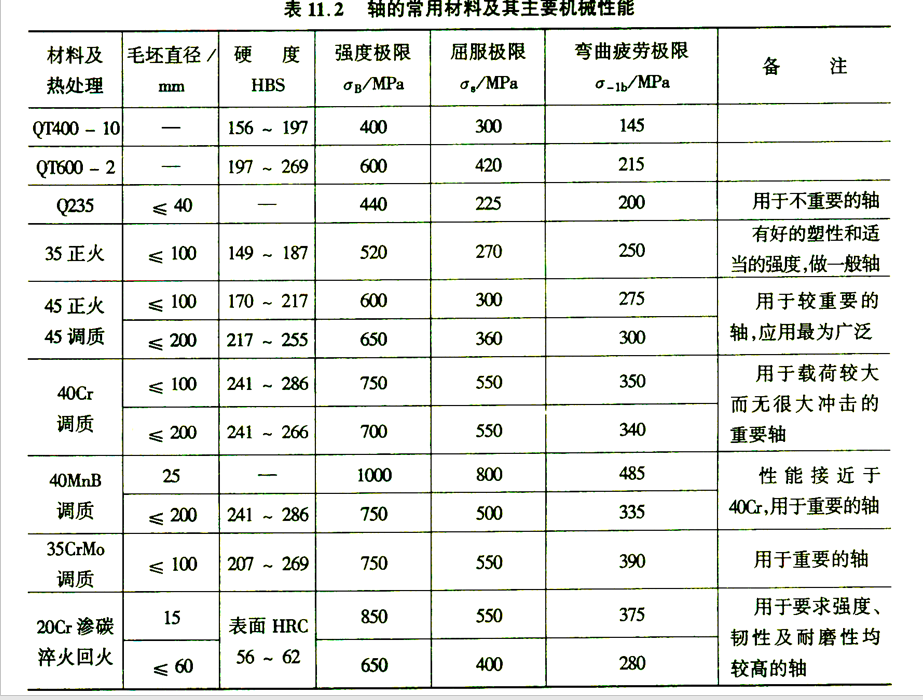 表 11.2 轴的常用材料及其主要机械性能
材料及热处理 毛坯直径/mm 硬 度 HBS 强度极限 σB/MPa 屈服极限 σs/MPa 弯曲疲劳极限 σ−1b/MPa 备 注
QT400-10 — 156 ~ 197 400 300 145
QT600-2 — 197 ~ 269 600 420 215
Q235 ≤ 40 — 440 225 200 用于不重要的轴
35 正火 ≤ 100 149 ~ 187 520 270 250 有好的塑性和适当的强度,做一般轴
45 正火 ≤ 100 170 ~ 217 600 300 275 用于较重要的
45 调质 ≤ 200 217 ~ 255 650 360 300 轴,应用最为广泛
40Cr ≤ 100 241 ~ 286 750 550 350 用于载荷较大
而无很大冲击的
调质 ≤ 200 241 ~ 266 700 550 340 重要轴
40MnB 25 — 1000 800 485 性能接近于
调质 ≤ 200 241 ~ 286 750 500 335 40Cr,用于重要的轴
35CrMo 调质 ≤ 100 207 ~ 269 750 550 390 用于重要的轴
20Cr 渗碳 15 表面 HRC 850 550 375 用于要求强度、
韧性及耐磨性均
淬火回火 ≤ 60 56 ~ 62 650 400 280 较高的轴